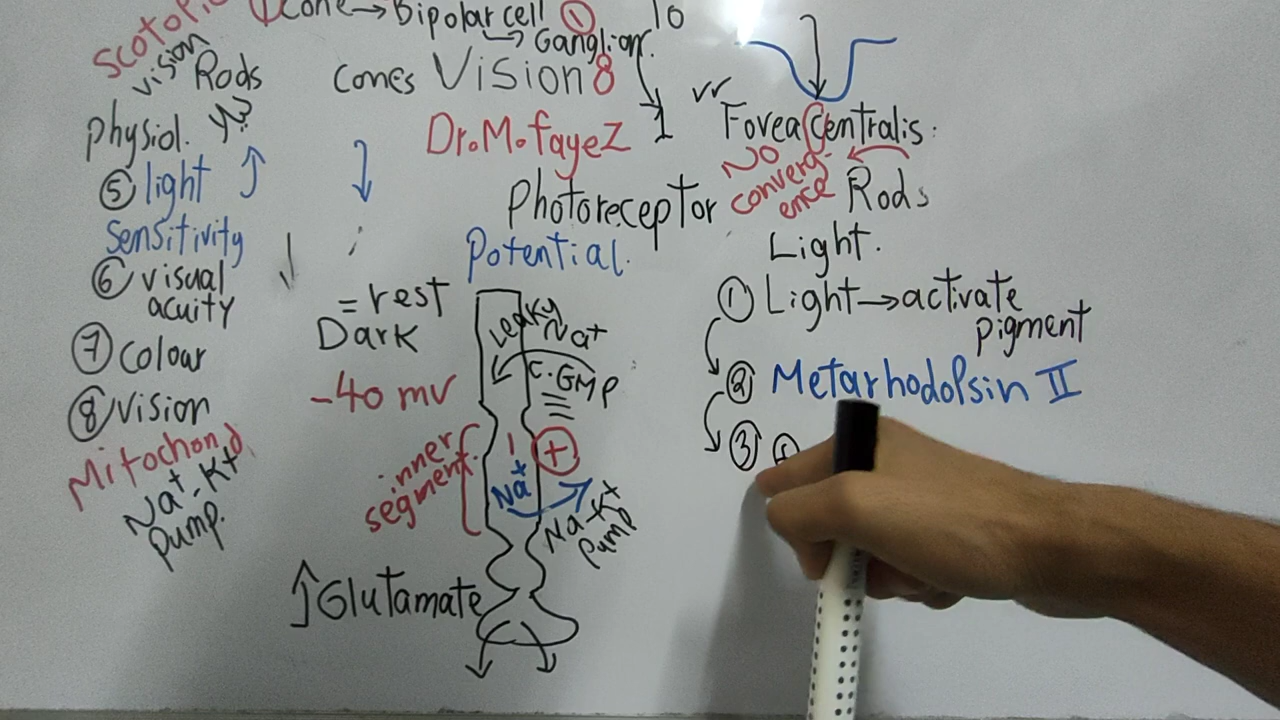 Scotopic
vision
Cone → Bipolar cell ① 10
→ Ganglion.
Rods
cones Vision 8
1
Physiol.
Dr.M.fayeZ
Fovea Centralis.
⑤ light ↑ ↓
Sensitivity
Photoreceptor
Potential.
No
converg-
ence
Rods
Light.
⑥ visual ↓
acuity
⑦ colour
⑧ vision
Mitochond.
Na+-K+
Pump.
= rest
Dark
-40 mv
inner
segment
↑ Glutamate
Leaky
Na+
C.GMP
- +
Na+
Na-K+
Pump
① Light → activate
pigment
② Metarhodopsin II
③